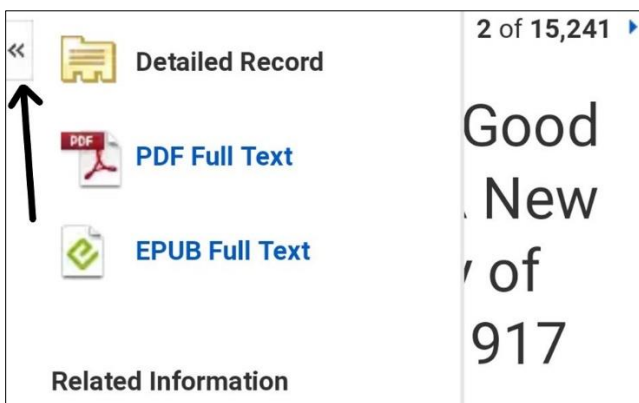 2 of 15,241
«
Detailed Record
PDF
PDF Full Text
EPUB Full Text
Related Information
Good
New
of
917